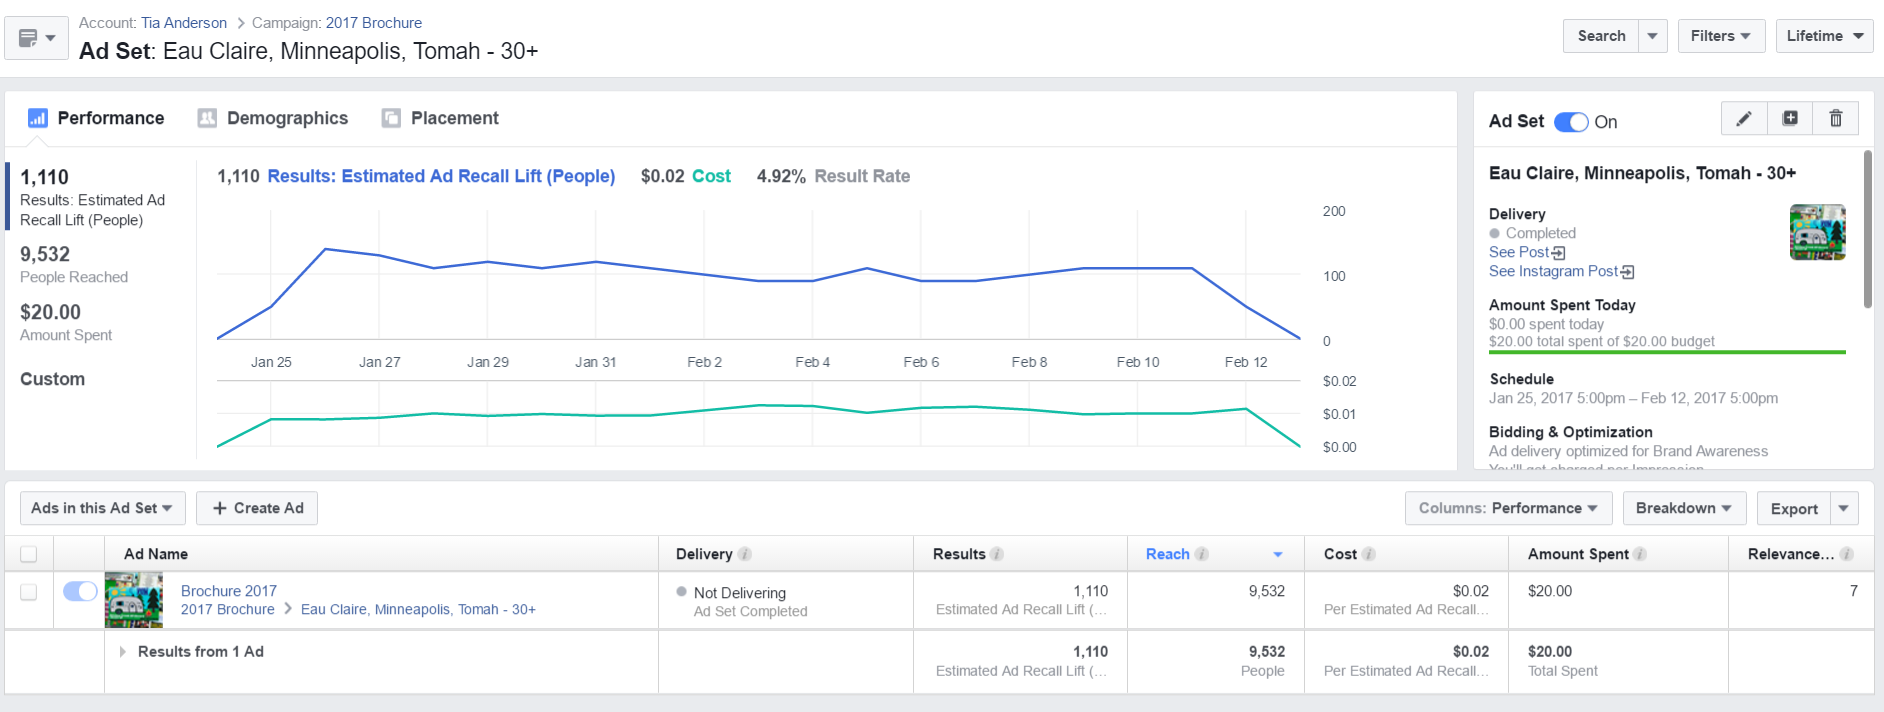 Account: Tia Anderson > Campaign: 2017 Brochure
Ad Set: Eau Claire, Minneapolis, Tomah - 30+
Search
Filters
Lifetime
Performance
Demographics
Placement
1,110
Results: Estimated Ad
Recall Lift (People)
9,532
People Reached
$20.00
Amount Spent
Custom
1,110 Results: Estimated Ad Recall Lift (People) $0.02 Cost 4.92% Result Rate
200
100
0
Jan 25 Jan 27 Jan 29 Jan 31 Feb 2 Feb 4 Feb 6 Feb 8 Feb 10 Feb 12
$0.02
$0.01
$0.00
Ad Set On
Eau Claire, Minneapolis, Tomah - 30+
Delivery
Completed
See Post
See Instagram Post
Amount Spent Today
$0.00 spent today
$20.00 total spent of $20.00 budget
Schedule
Jan 25, 2017 5:00pm – Feb 12, 2017 5:00pm
Bidding & Optimization
Ad delivery optimized for Brand Awareness
You'll get charged per Impression
Ads in this Ad Set
+ Create Ad
Columns: Performance
Breakdown
Export
Ad Name Delivery Results Reach Cost Amount Spent Relevance...
Brochure 2017 Not Delivering 1,110 9,532 $0.02 $20.00 7
2017 Brochure > Eau Claire, Minneapolis, Tomah - 30+ Ad Set Completed Estimated Ad Recall Lift (... Per Estimated Ad Recall...
Results from 1 Ad 1,110 9,532 $0.02 $20.00
Estimated Ad Recall Lift (... People Per Estimated Ad Recall... Total Spent